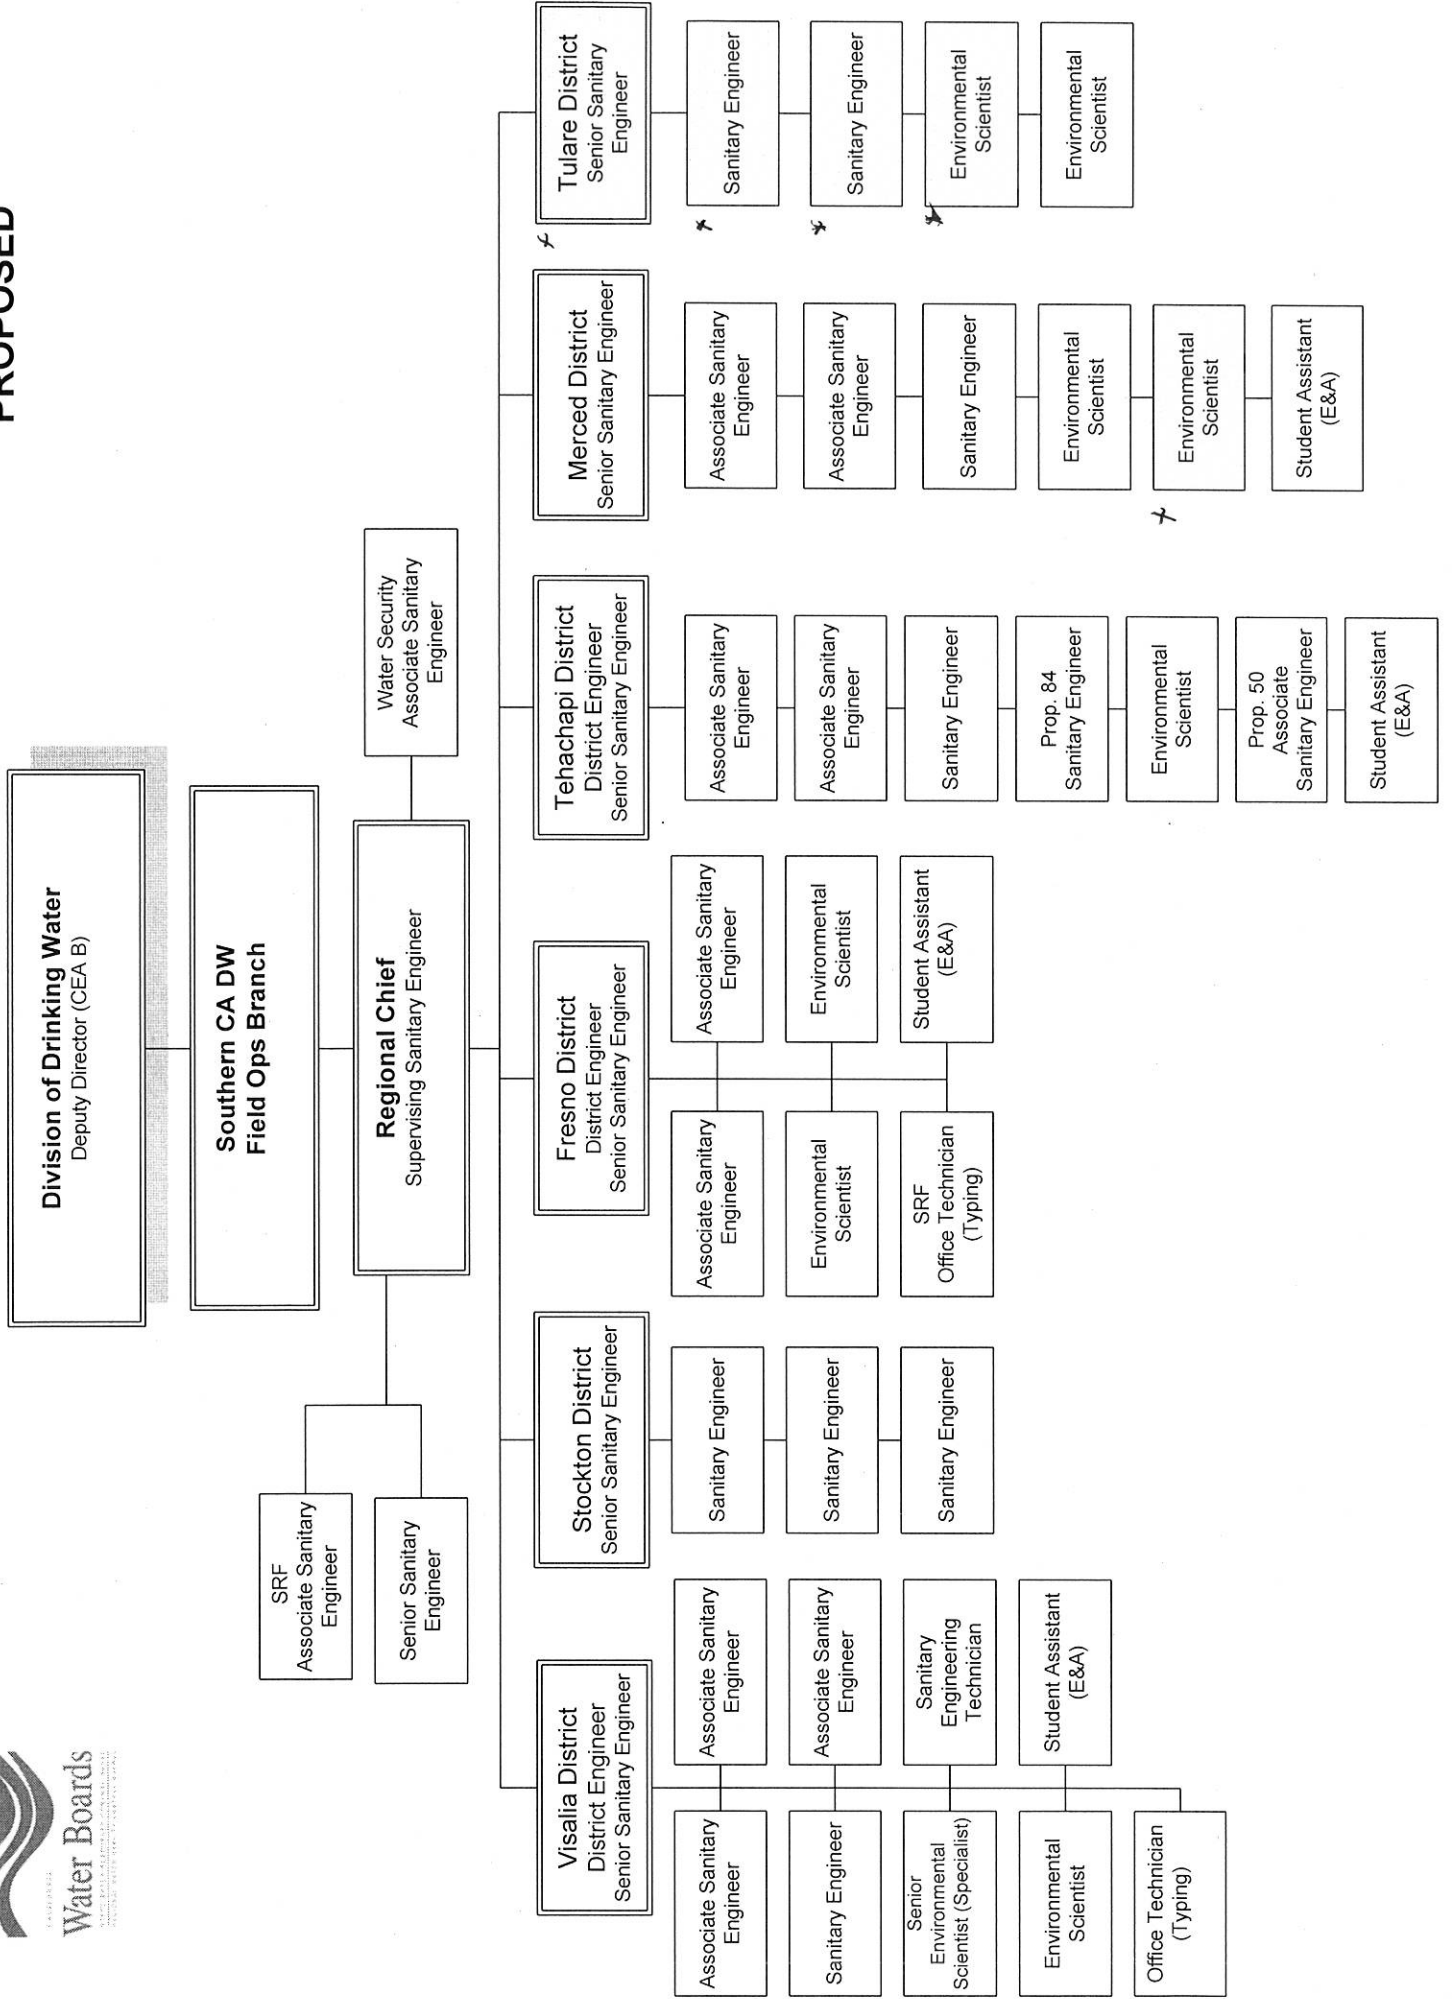 PROPOSED
Water Boards
Division of Drinking Water
Deputy Director (CEA B)
Southern CA DW
Field Ops Branch
Regional Chief
Supervising Sanitary Engineer
SRF
Associate Sanitary
Engineer
Senior Sanitary
Engineer
Water Security
Associate Sanitary
Engineer
Visalia District
District Engineer
Senior Sanitary Engineer
Associate Sanitary
Engineer
Associate Sanitary
Engineer
Sanitary Engineer
Associate Sanitary
Engineer
Senior
Environmental
Scientist (Specialist)
Sanitary
Engineering
Technician
Environmental
Scientist
Student Assistant
(E&A)
Office Technician
(Typing)
Stockton District
Senior Sanitary Engineer
Sanitary Engineer
Sanitary Engineer
Sanitary Engineer
Fresno District
District Engineer
Senior Sanitary Engineer
Associate Sanitary
Engineer
Associate Sanitary
Engineer
Environmental
Scientist
Environmental
Scientist
SRF
Office Technician
(Typing)
Student Assistant
(E&A)
Tehachapi District
District Engineer
Senior Sanitary Engineer
Associate Sanitary
Engineer
Associate Sanitary
Engineer
Sanitary Engineer
Prop. 84
Sanitary Engineer
Environmental
Scientist
Prop. 50
Associate
Sanitary Engineer
Student Assistant
(E&A)
Merced District
Senior Sanitary Engineer
Associate Sanitary
Engineer
Associate Sanitary
Engineer
Sanitary Engineer
Environmental
Scientist
Environmental
Scientist
Student Assistant
(E&A)
Tulare District
Senior Sanitary
Engineer
Sanitary Engineer
Sanitary Engineer
Environmental
Scientist
Environmental
Scientist